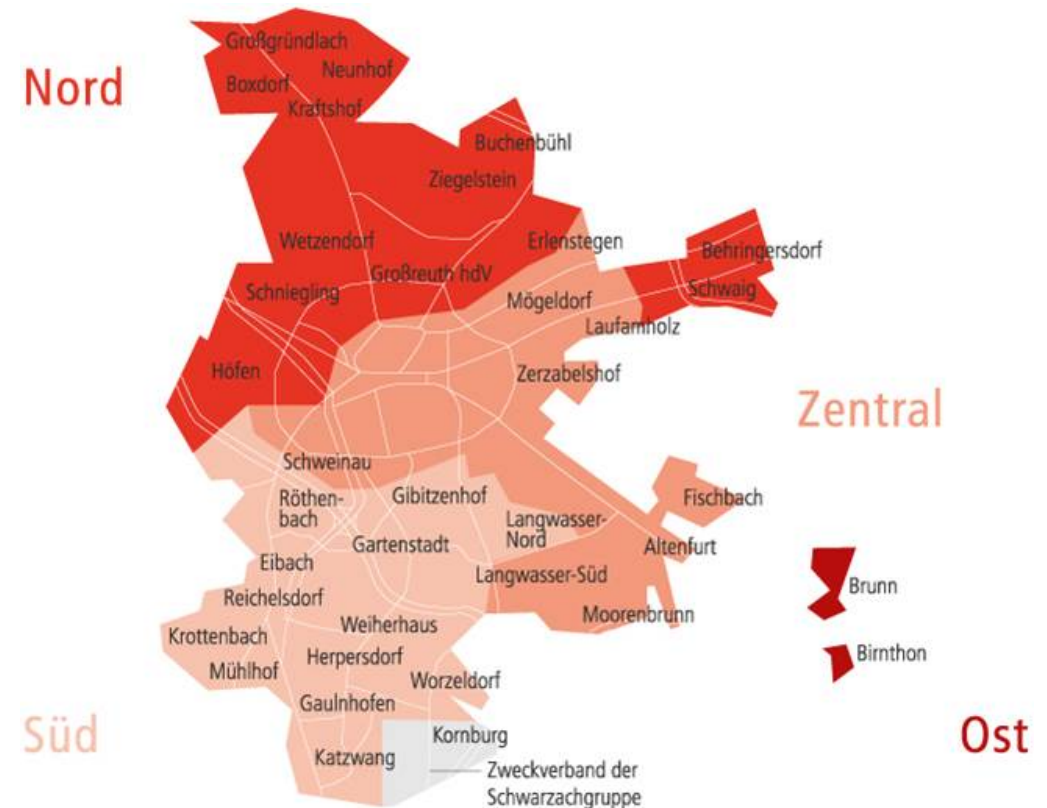 Nord
Großgründlach
Neunhof
Boxdorf
Kraftshof
Buchenbühl
Ziegelstein
Wetzendorf
Erlenstegen
Behringersdorf
Großreuth hdV
Schniegling
Schwaig
Mögeldorf
Laufamholz
Höfen
Zerzabelshof
Zentral
Schweinau
Röthen-
bach
Gibitzenhof
Fischbach
Langwasser-
Nord
Gartenstadt
Altenfurt
Eibach
Langwasser-Süd
Brunn
Reichelsdorf
Moorenbrunn
Weiherhaus
Krottenbach
Herpersdorf
Birnthon
Mühlhof
Worzeldorf
Gaulnhofen
Süd
Kornburg
Ost
Katzwang
Zweckverband der
Schwarzachgruppe